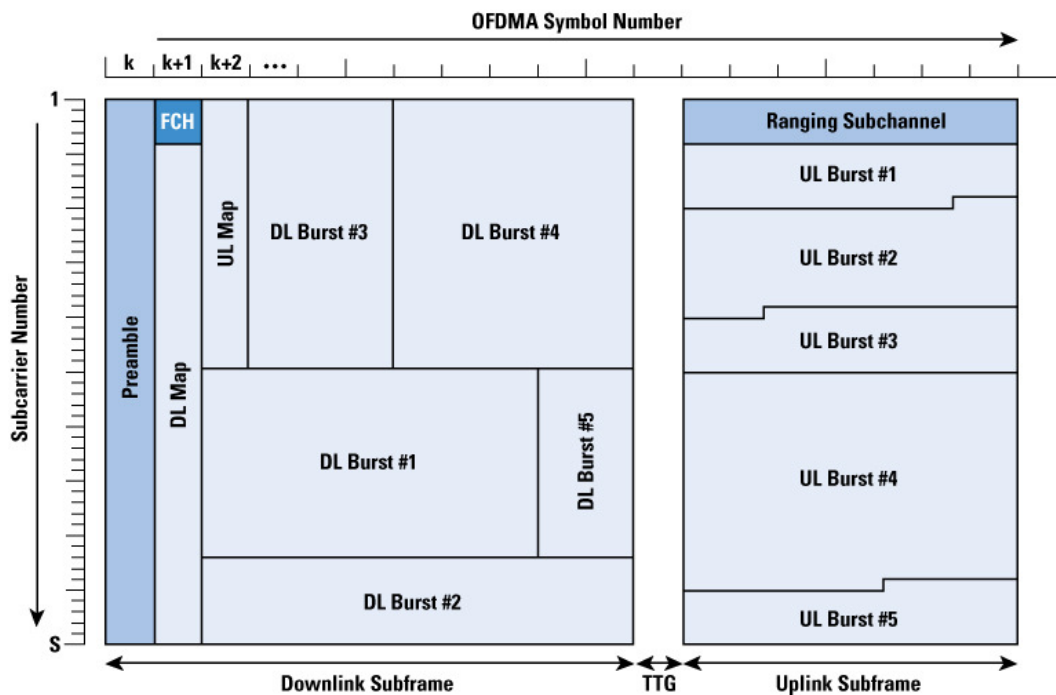 OFDMA Symbol Number
k k+1 k+2 •••
1
FCH
Ranging Subchannel
UL Burst #1
UL Map
DL Burst #3
DL Burst #4
UL Burst #2
Subcarrier Number
Preamble
DL Map
UL Burst #3
DL Burst #1
DL Burst #5
UL Burst #4
DL Burst #2
UL Burst #5
S
Downlink Subframe
TTG
Uplink Subframe